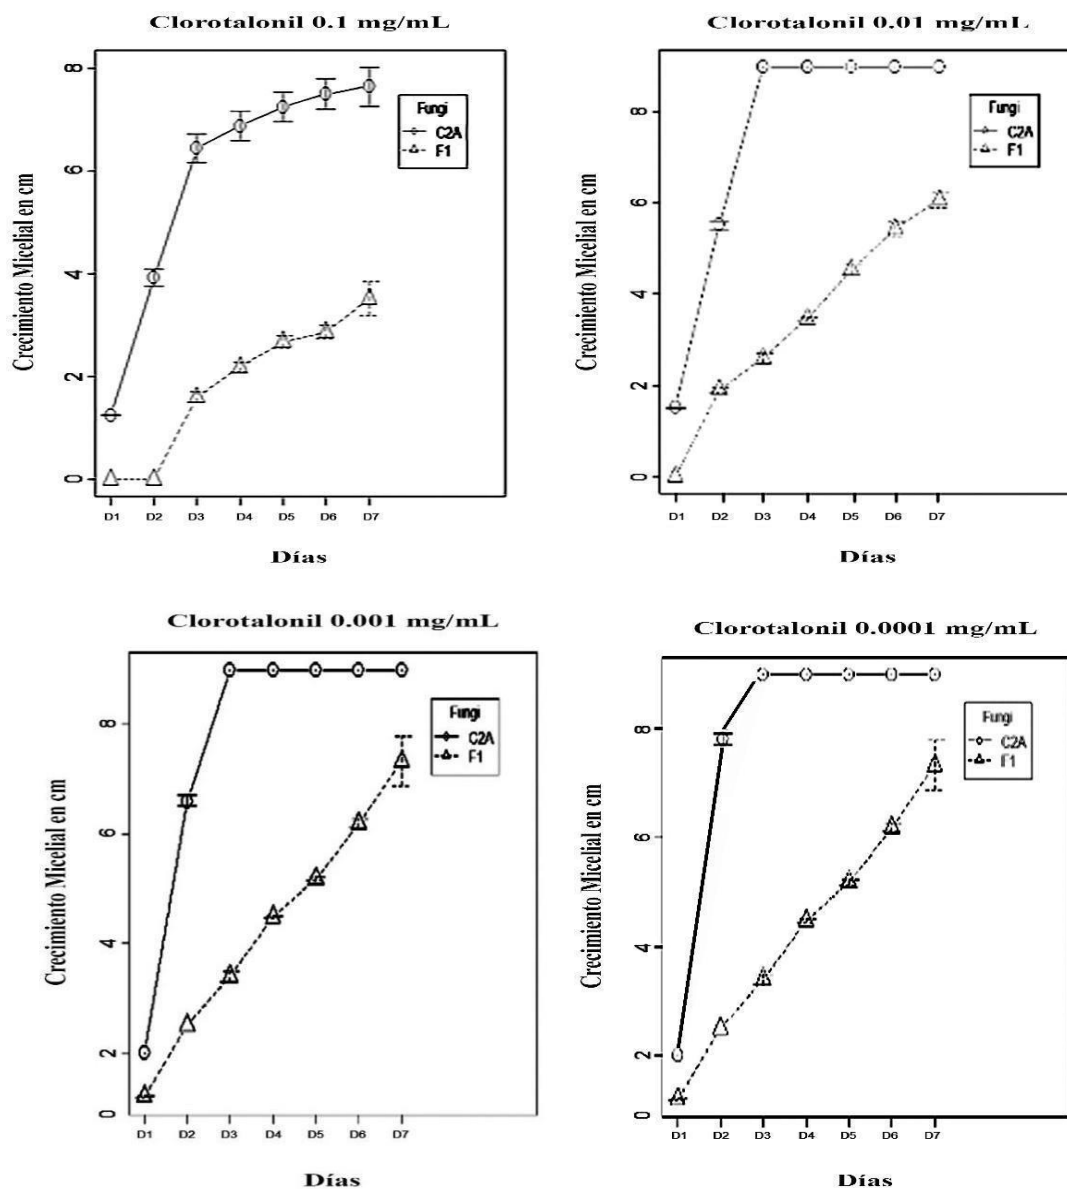 Clorotalonil 0.1 mg/mL
Crecimiento Micelial en cm
8
6
4
2
0
Fungi
C2A
F1
D1 D2 D3 D4 D5 D6 D7
Días
Clorotalonil 0.01 mg/mL
Crecimiento Micelial en cm
8
6
4
2
0
Fungi
C2A
F1
D1 D2 D3 D4 D5 D6 D7
Días
Clorotalonil 0.001 mg/mL
Crecimiento Micelial en cm
8
6
4
2
0
Fungi
C2A
F1
D1 D2 D3 D4 D5 D6 D7
Días
Clorotalonil 0.0001 mg/mL
Crecimiento Micelial en cm
8
6
4
2
0
Fungi
C2A
F1
D1 D2 D3 D4 D5 D6 D7
Días